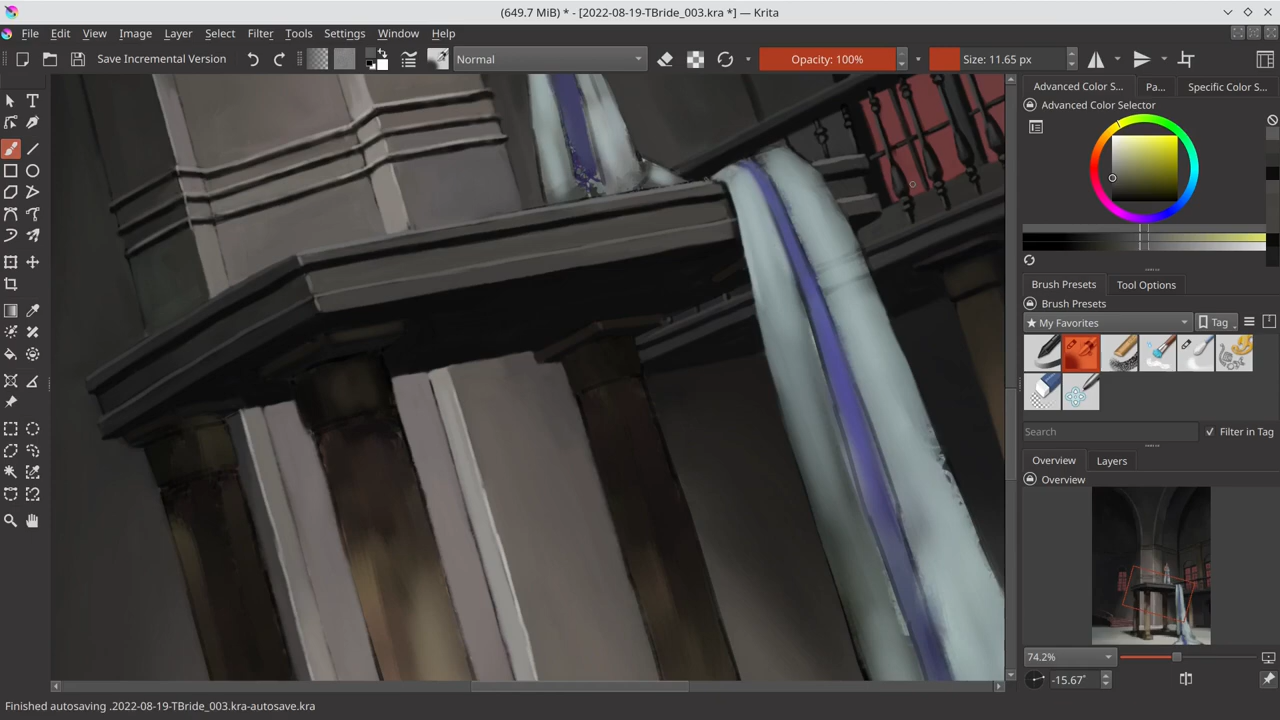 (649.7 MiB) * - [2022-08-19-TBride_003.kra *] — Krita
File Edit View Image Layer Select Filter Tools Settings Window Help
Save Incremental Version Normal Opacity: 100% Size: 11.65 px
Advanced Color S... Pa... Specific Color S...
Advanced Color Selector
Brush Presets Tool Options
Brush Presets
★ My Favorites Tag
Search Filter in Tag
Overview Layers
Overview
74.2%
-15.67°
Finished autosaving .2022-08-19-TBride_003.kra-autosave.kra